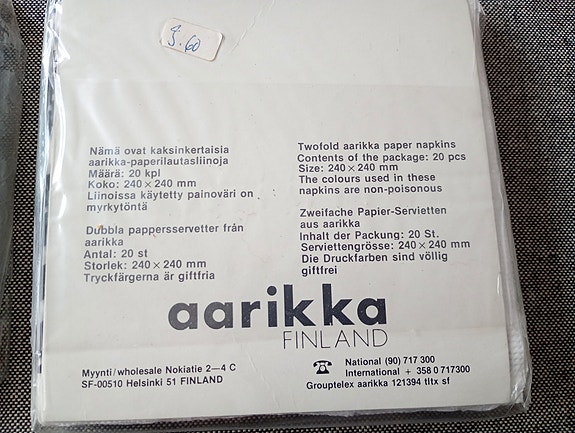 Nämä ovat kaksinkertaisia
aarikka-paperilautasliinoja
Määrä: 20 kpl
Koko: 240 × 240 mm
Liinoissa käytetty painoväri on
myrkytöntä
Dubbla pappersservetter från
aarikka
Antal: 20 st
Storlek: 240 × 240 mm
Tryckfärgerna är giftfria
Twofold aarikka paper napkins
Contents of the package: 20 pcs
Size: 240 × 240 mm
The colours used in these
napkins are non-poisonous
Zweifache Papier-Servietten
aus aarikka
Inhalt der Packung: 20 St.
Serviettengrösse: 240 × 240 mm
Die Druckfarben sind völlig
giftfrei
aarikka
FINLAND
Myynti/wholesale Nokiatie 2—4 C
SF-00510 Helsinki 51 FINLAND
☎ National (90) 717 300
International + 358 0 717300
Grouptelex aarikka 121394 tltx sf